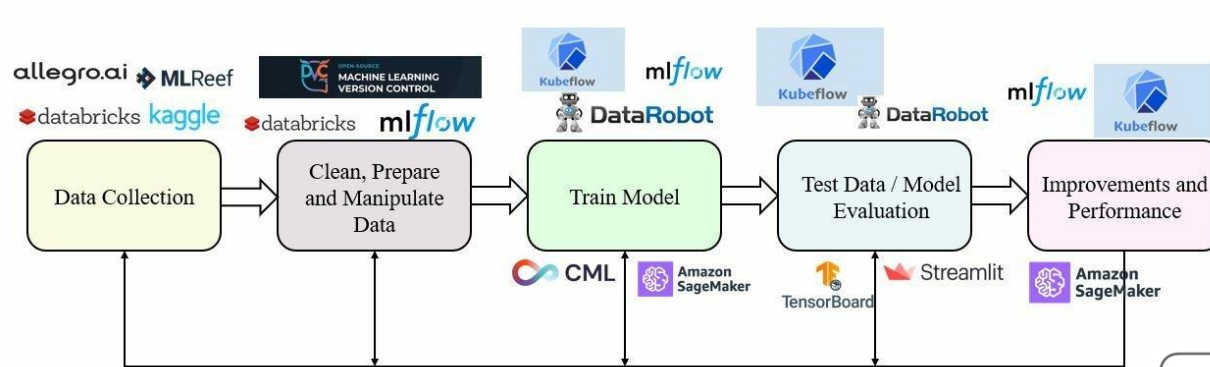 allegro.ai
MLReef
databricks
kaggle
DVC
OPEN-SOURCE
MACHINE LEARNING
VERSION CONTROL
databricks
mlflow
Kubeflow
mlflow
DataRobot
Kubeflow
DataRobot
mlflow
Kubeflow
Data Collection
Clean, Prepare
and Manipulate
Data
Train Model
Test Data / Model
Evaluation
Improvements and
Performance
CML
Amazon
SageMaker
TensorBoard
Streamlit
Amazon
SageMaker